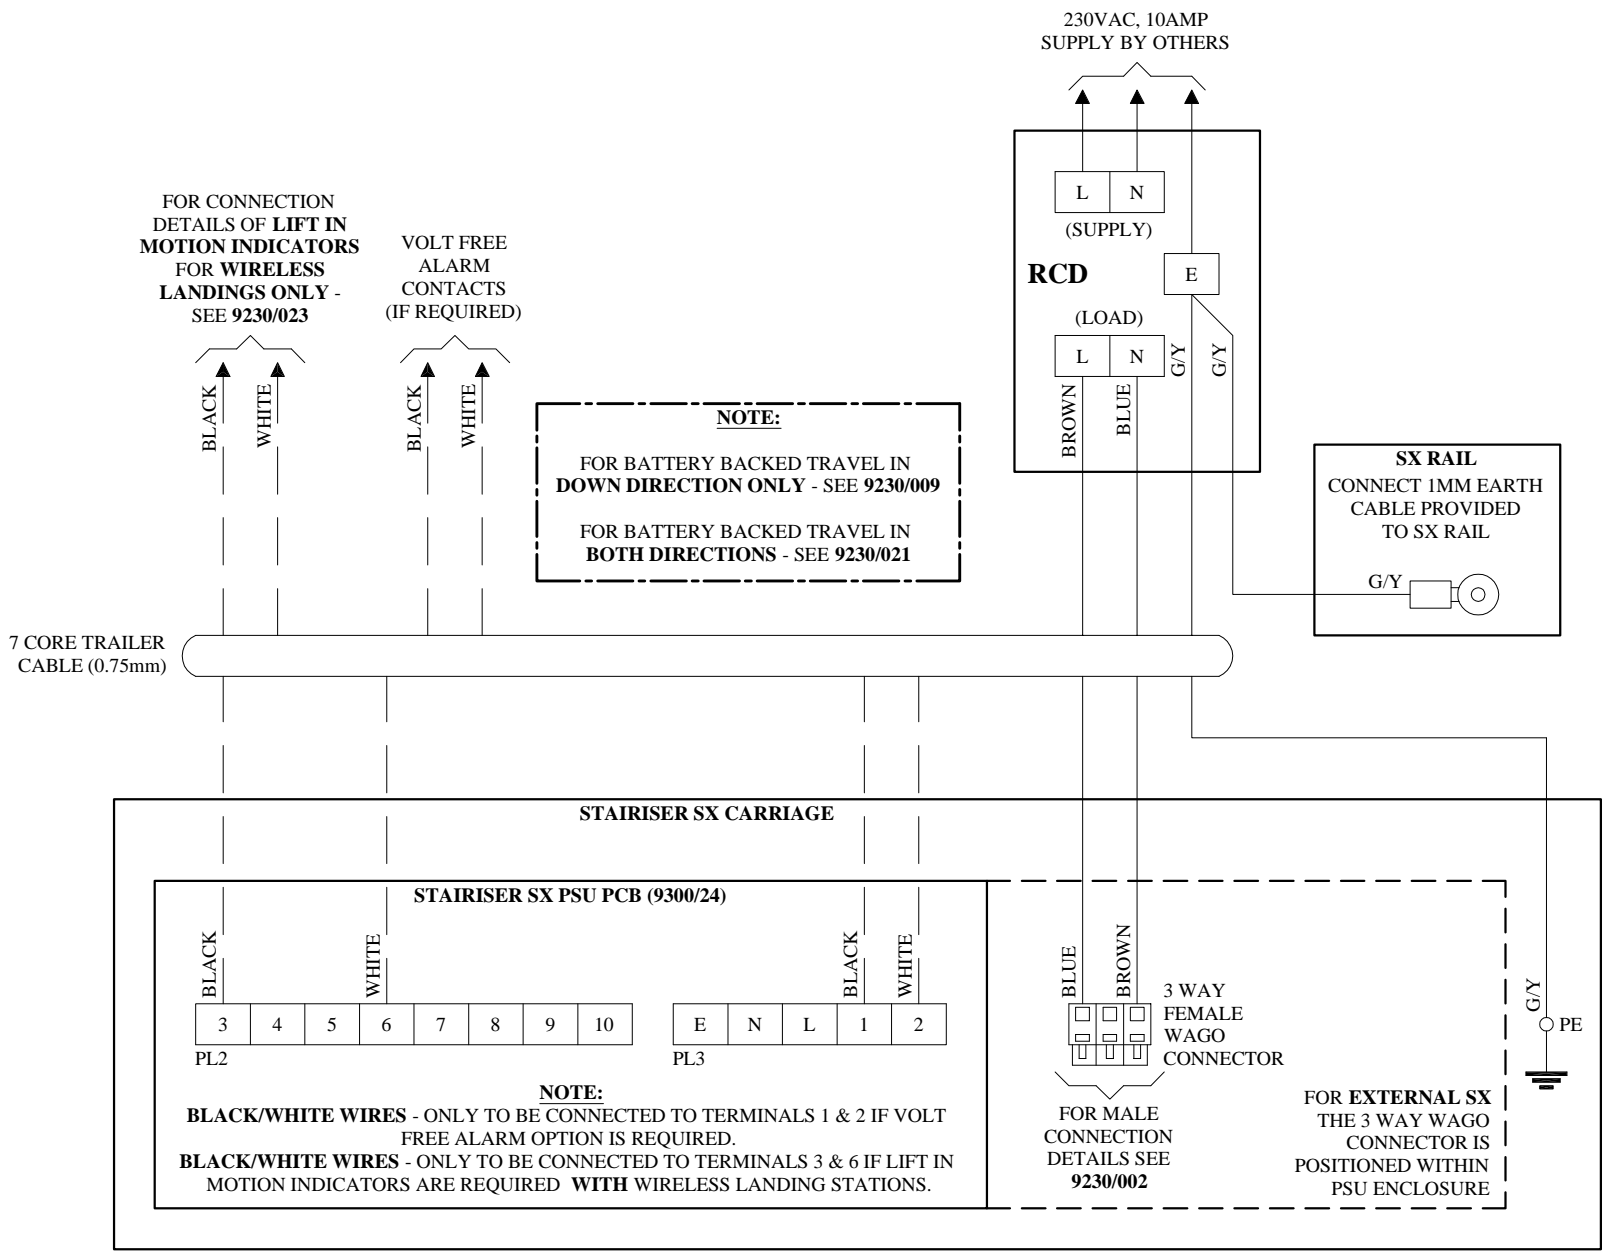 230VAC, 10AMP
SUPPLY BY OTHERS
L N
(SUPPLY)
RCD
E
(LOAD)
L N
G/Y
G/Y
BROWN
BLUE
FOR CONNECTION
DETAILS OF LIFT IN
MOTION INDICATORS
FOR WIRELESS
LANDINGS ONLY -
SEE 9230/023
BLACK
WHITE
VOLT FREE
ALARM
CONTACTS
(IF REQUIRED)
BLACK
WHITE
NOTE:
FOR BATTERY BACKED TRAVEL IN
DOWN DIRECTION ONLY - SEE 9230/009
FOR BATTERY BACKED TRAVEL IN
BOTH DIRECTIONS - SEE 9230/021
SX RAIL
CONNECT 1MM EARTH
CABLE PROVIDED
TO SX RAIL
G/Y
7 CORE TRAILER
CABLE (0.75mm)
STAIRISER SX CARRIAGE
STAIRISER SX PSU PCB (9300/24)
BLACK
WHITE
BLACK
WHITE
3 4 5 6 7 8 9 10
PL2
E N L 1 2
PL3
NOTE:
BLACK/WHITE WIRES - ONLY TO BE CONNECTED TO TERMINALS 1 & 2 IF VOLT
FREE ALARM OPTION IS REQUIRED.
BLACK/WHITE WIRES - ONLY TO BE CONNECTED TO TERMINALS 3 & 6 IF LIFT IN
MOTION INDICATORS ARE REQUIRED WITH WIRELESS LANDING STATIONS.
BLUE
BROWN
3 WAY
FEMALE
WAGO
CONNECTOR
FOR MALE
CONNECTION
DETAILS SEE
9230/002
FOR EXTERNAL SX
THE 3 WAY WAGO
CONNECTOR IS
POSITIONED WITHIN
PSU ENCLOSURE
G/Y
PE